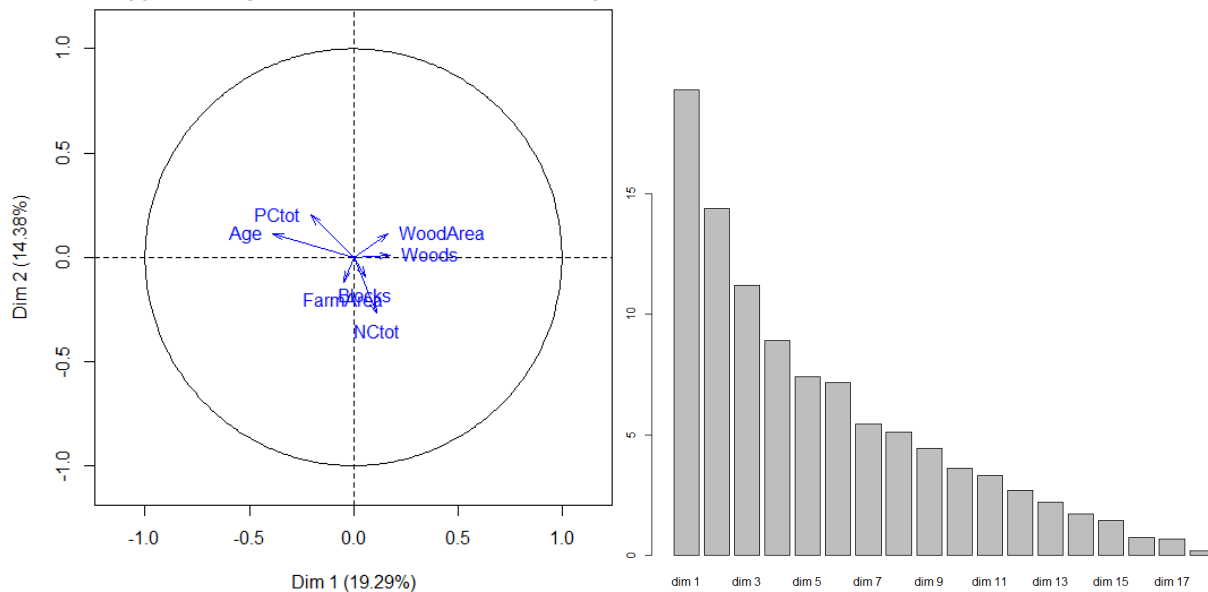 1.0
0.5
0.0
-0.5
-1.0
Dim 2 (14.38%)
PCtot
Age
WoodArea
Woods
Blocks
FarmArea
NCtot
-1.0 -0.5 0.0 0.5 1.0
Dim 1 (19.29%)
15
10
5
0
dim 1 dim 3 dim 5 dim 7 dim 9 dim 11 dim 13 dim 15 dim 17